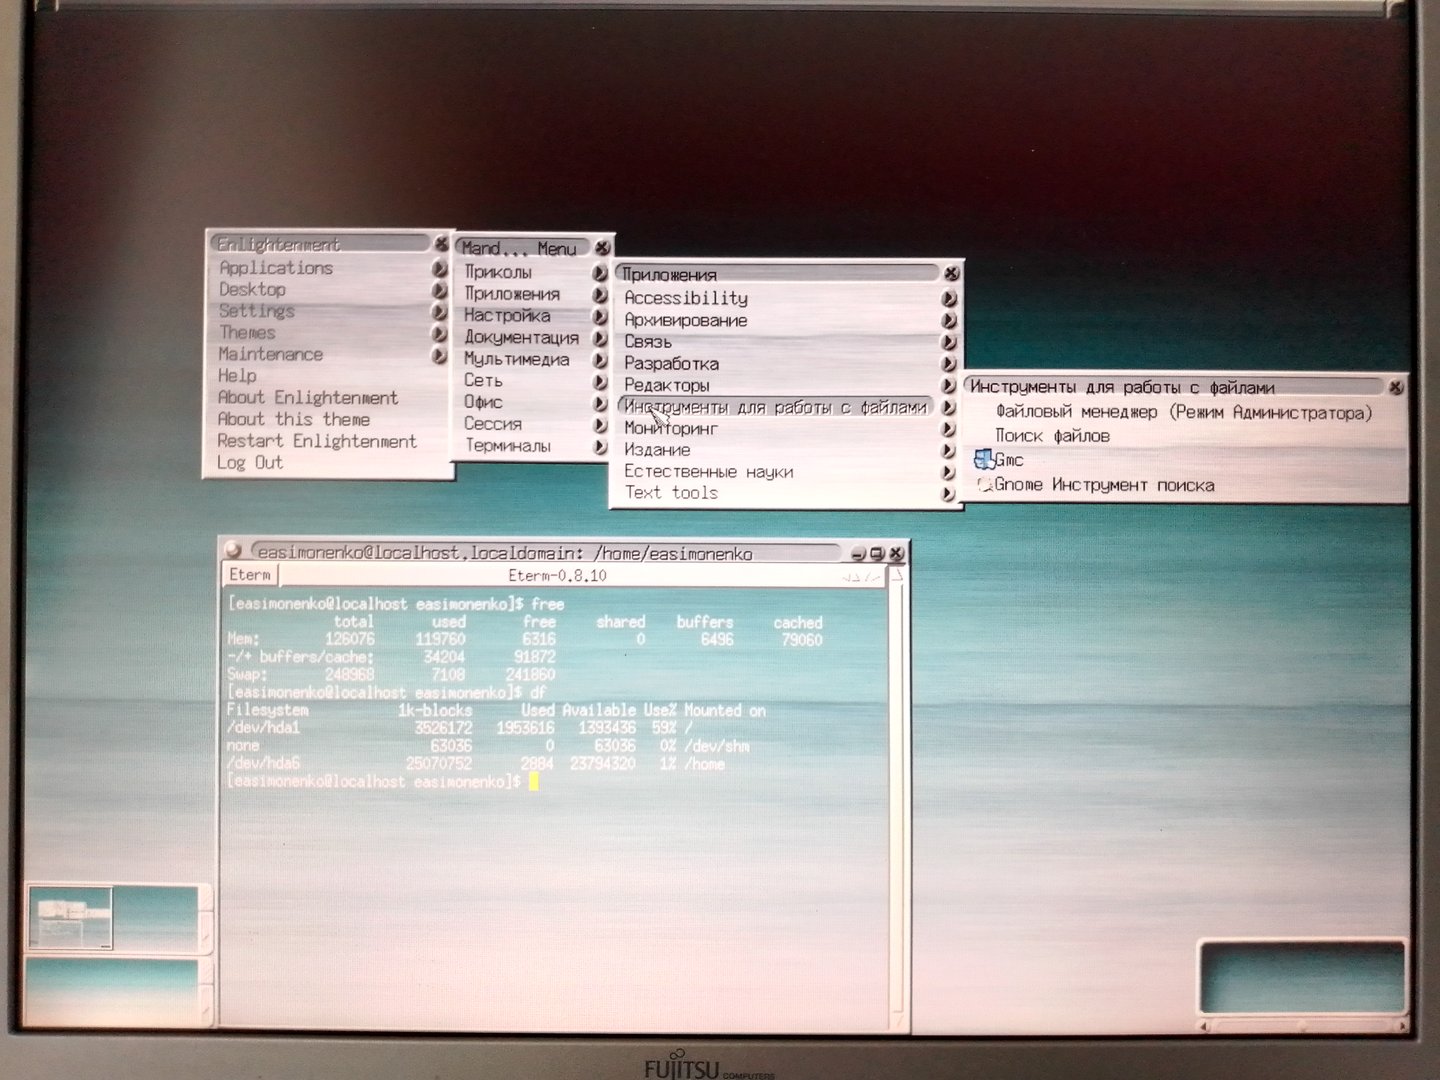 Enlightenment
Applications
Desktop
Settings
Themes
Maintenance
Help
About Enlightenment
About this theme
Restart Enlightenment
Log Out
Mand... Menu
Приколы
Приложения
Настройка
Документация
Мультимедиа
Сеть
Офис
Сессия
Терминалы
Приложения
Accessibility
Архивирование
Связь
Разработка
Редакторы
Инструменты для работы с файлами
Мониторинг
Издание
Естественные науки
Text tools
Инструменты для работы с файлами
Файловый менеджер (Режим Администратора)
Поиск файлов
Gmc
Gnome Инструмент поиска
easimonenko@localhost.localdomain: /home/easimonenko
Eterm Eterm-0.8.10
[easimonenko@localhost easimonenko]$ free
total used free shared buffers cached
Mem: 126076 119760 6316 0 6496 79060
-/+ buffers/cache: 34204 91872
Swap: 248968 7108 241860
[easimonenko@localhost easimonenko]$ df
Filesystem 1k-blocks Used Available Use% Mounted on
/dev/hda1 3526172 1953616 1393436 59% /
none 63036 0 63036 0% /dev/shm
/dev/hda6 25070752 2884 23794320 1% /home
[easimonenko@localhost easimonenko]$
FUJITSU COMPUTERS